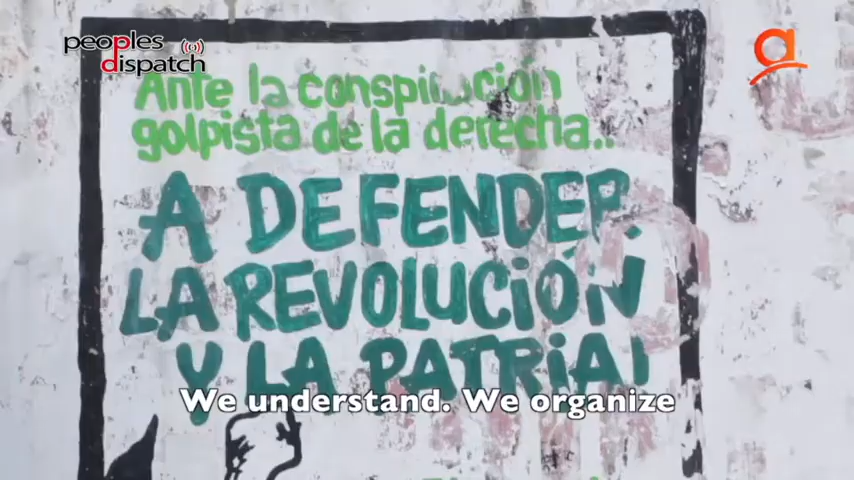 peoples
dispatch
a
Ante la conspiración
golpista de la derecha..
A DEFENDER
LA REVOLUCIÓN
Y LA PATRIA!
We understand. We organize